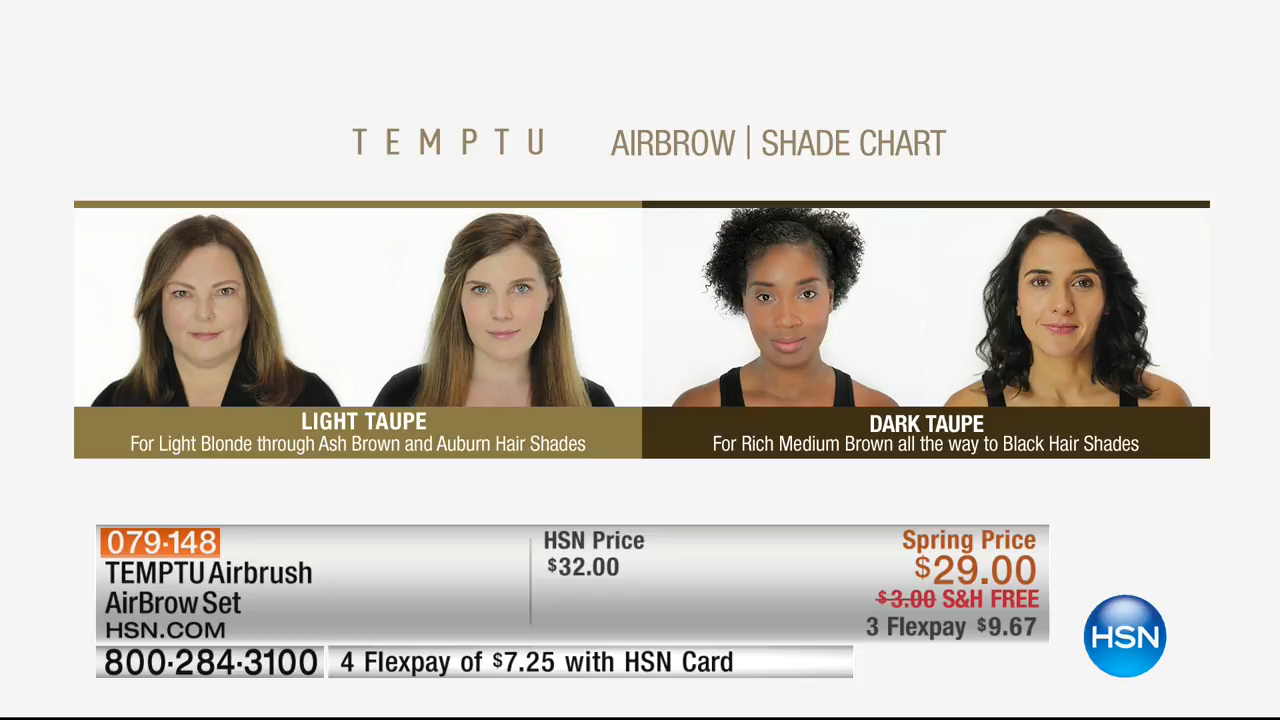 TEMPTU AIRBROW | SHADE CHART
LIGHT TAUPE
For Light Blonde through Ash Brown and Auburn Hair Shades
DARK TAUPE
For Rich Medium Brown all the way to Black Hair Shades
079-148
TEMPTU Airbrush
AirBrow Set
HSN.COM
HSN Price
$32.00
Spring Price
$29.00
$3.00 S&H FREE
3 Flexpay $9.67
800·284·3100
4 Flexpay of $7.25 with HSN Card
HSN